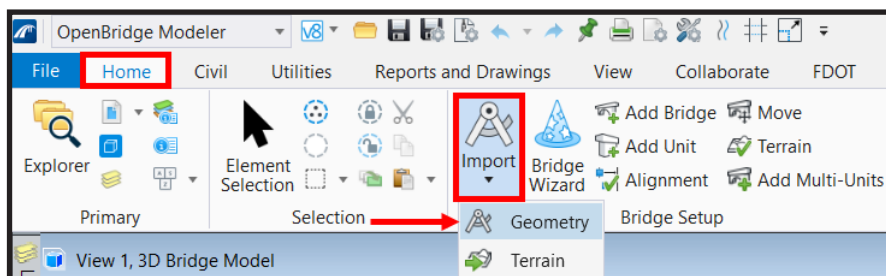 OpenBridge Modeler V8
File Home Civil Utilities Reports and Drawings View Collaborate FDOT
Explorer
Primary
Element
Selection
Selection
Import
Bridge
Wizard
Add Bridge Move
Add Unit Terrain
Alignment Add Multi-Units
Bridge Setup
Geometry
Terrain
View 1, 3D Bridge Model